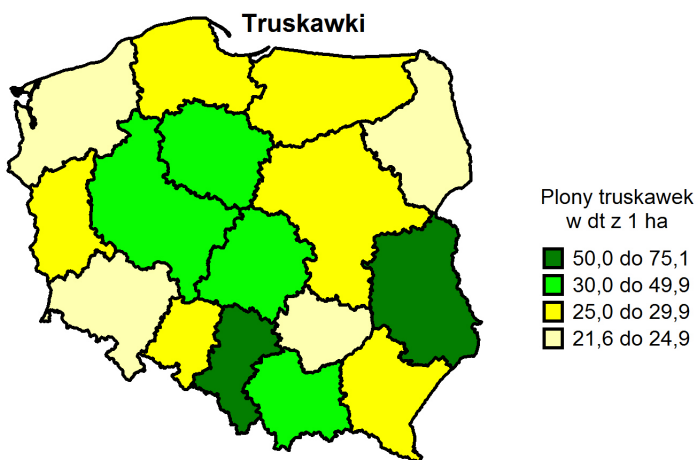 Truskawki
Plony truskawek
w dt z 1 ha
50,0 do 75,1
30,0 do 49,9
25,0 do 29,9
21,6 do 24,9